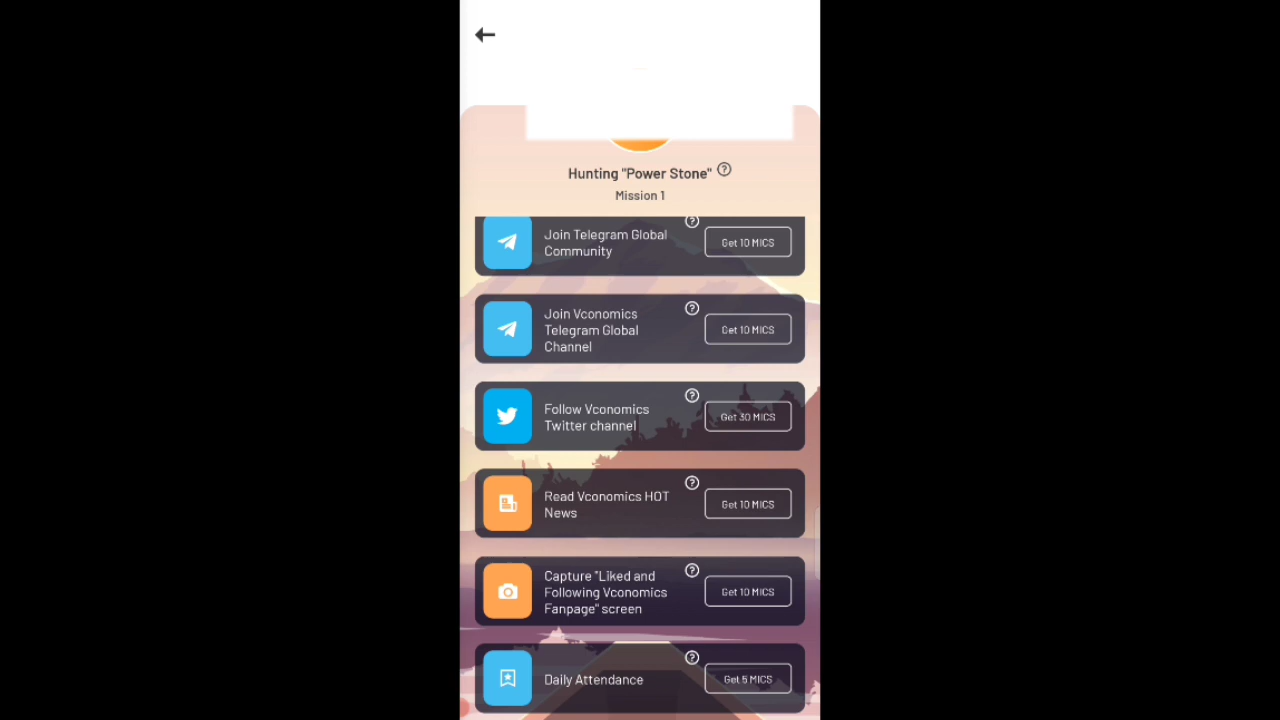 Hunting "Power Stone"
Mission 1
Join Telegram Global
Community
Get 10 MICS
Join Vconomics
Telegram Global
Channel
Get 10 MICS
Follow Vconomics
Twitter channel
Get 30 MICS
Read Vconomics HOT
News
Get 10 MICS
Capture "Liked and
Following Vconomics
Fanpage" screen
Get 10 MICS
Daily Attendance
Get 5 MICS